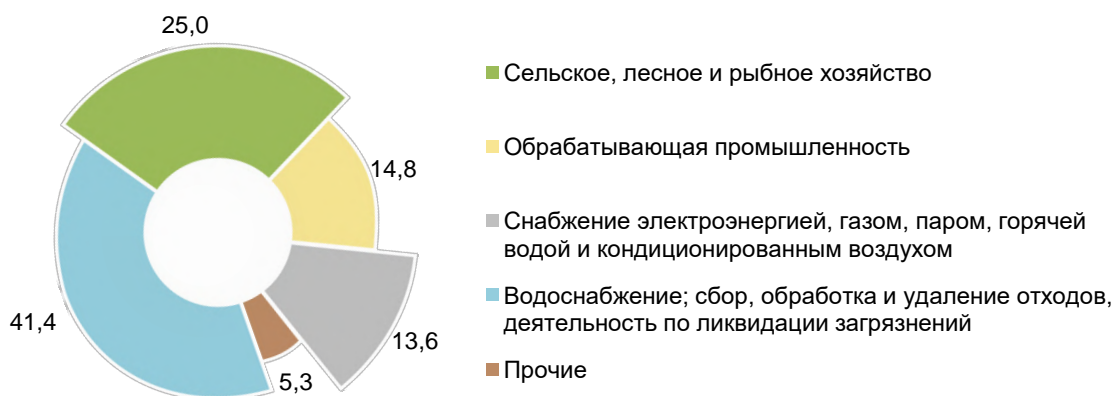 25,0
14,8
13,6
5,3
41,4
Сельское, лесное и рыбное хозяйство
Обрабатывающая промышленность
Снабжение электроэнергией, газом, паром, горячей
водой и кондиционированным воздухом
Водоснабжение; сбор, обработка и удаление отходов,
деятельность по ликвидации загрязнений
Прочие